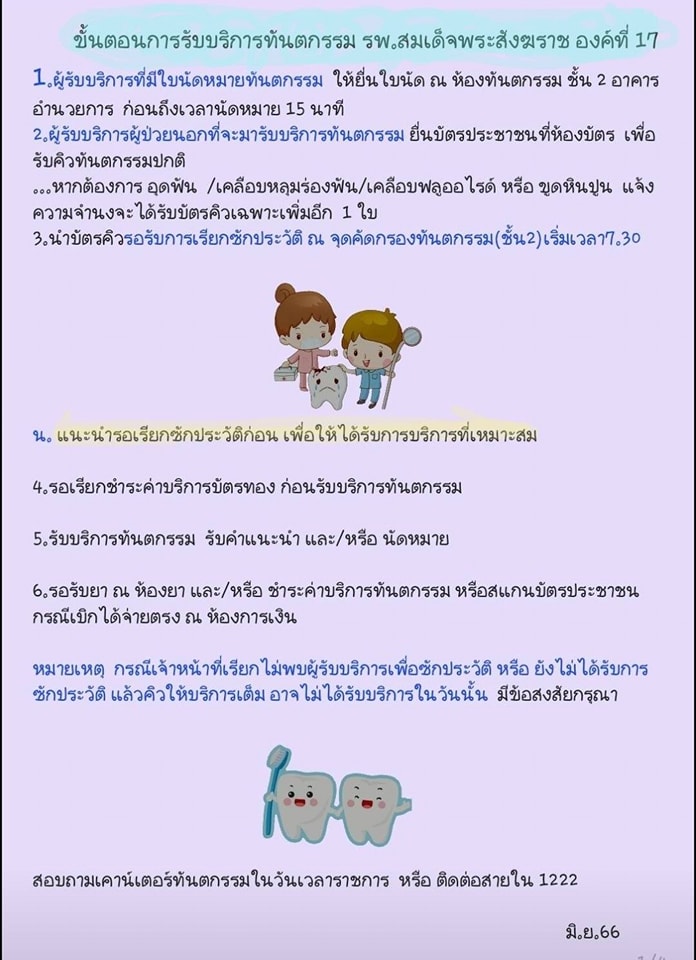 ขั้นตอนการรับบริการทันตกรรม รพ.สมเด็จพระสังฆราช องค์ที่ 17
1.ผู้รับบริการที่มีใบนัดหมายทันตกรรม ให้ยื่นใบนัด ณ ห้องทันตกรรม ชั้น 2 อาคาร
อำนวยการ ก่อนถึงเวลานัดหมาย 15 นาที
2.ผู้รับบริการผู้ป่วยนอกที่จะมารับบริการทันตกรรม ยื่นบัตรประชาชนที่ห้องบัตร เพื่อ
รับคิวทันตกรรมปกติ
...หากต้องการ อุดฟัน /เคลือบหลุมร่องฟัน/เคลือบฟลูออไรด์ หรือ ขูดหินปูน แจ้ง
ความจำนงจะได้รับบัตรคิวเฉพาะเพิ่มอีก 1 ใบ
3.นำบัตรคิวรอรับการเรียกซักประวัติ ณ จุดคัดกรองทันตกรรม(ชั้น2)เริ่มเวลา7.30
น. แนะนำรอเรียกซักประวัติก่อน เพื่อให้ได้รับการบริการที่เหมาะสม
4.รอเรียกชำระค่าบริการบัตรทอง ก่อนรับบริการทันตกรรม
5.รับบริการทันตกรรม รับคำแนะนำ และ/หรือ นัดหมาย
6.รอรับยา ณ ห้องยา และ/หรือ ชำระค่าบริการทันตกรรม หรือสแกนบัตรประชาชน
กรณีเบิกได้จ่ายตรง ณ ห้องการเงิน
หมายเหตุ กรณีเจ้าหน้าที่เรียกไม่พบผู้รับบริการเพื่อซักประวัติ หรือ ยังไม่ได้รับการ
ซักประวัติ แล้วคิวให้บริการเต็ม อาจไม่ได้รับบริการในวันนั้น มีข้อสงสัยกรุณา
สอบถามเคาน์เตอร์ทันตกรรมในวันเวลาราชการ หรือ ติดต่อสายใน 1222
มิ.ย.66